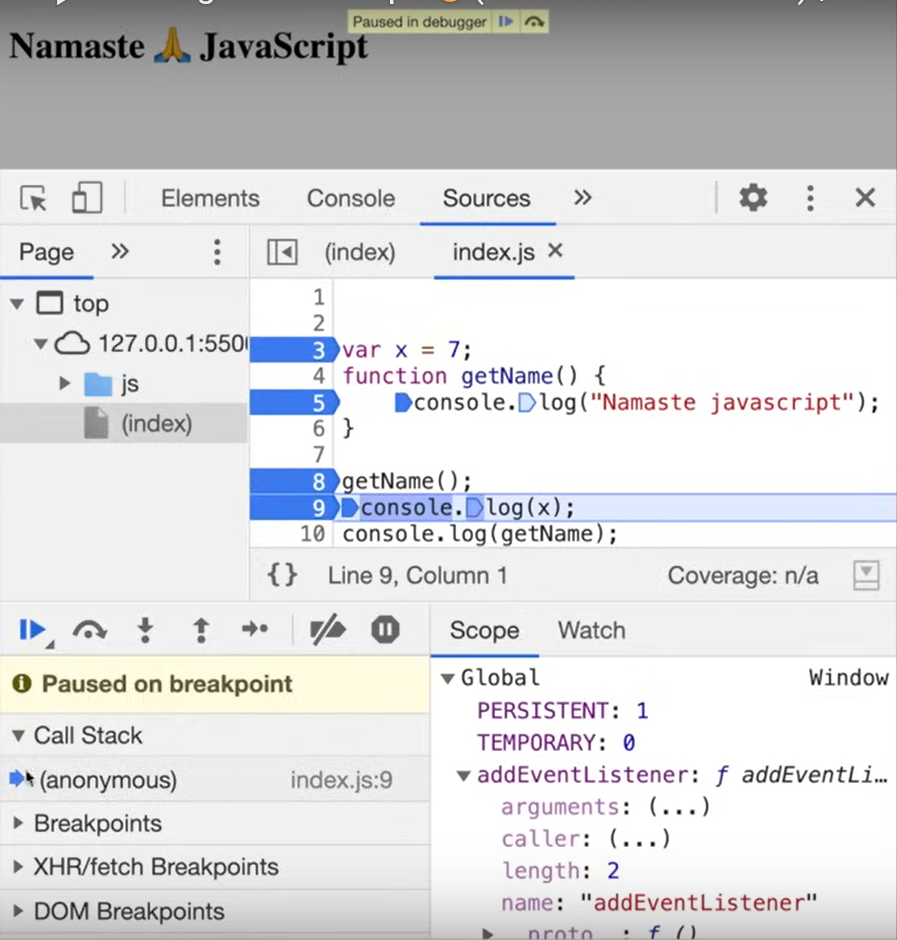 Paused in debugger
Namaste 🙏 JavaScript
Elements Console Sources »
Page » (index) index.js ×
top
127.0.0.1:550
js
(index)
1
2
3 var x = 7;
4 function getName() {
5 console.log("Namaste javascript");
6 }
7
8 getName();
9 console.log(x);
10 console.log(getName);
{} Line 9, Column 1 Coverage: n/a
Scope Watch
Paused on breakpoint
Call Stack
(anonymous) index.js:9
Breakpoints
XHR/fetch Breakpoints
DOM Breakpoints
Global Window
PERSISTENT: 1
TEMPORARY: 0
addEventListener: ƒ addEventLi…
arguments: (...)
caller: (...)
length: 2
name: "addEventListener"
proto : ƒ ()